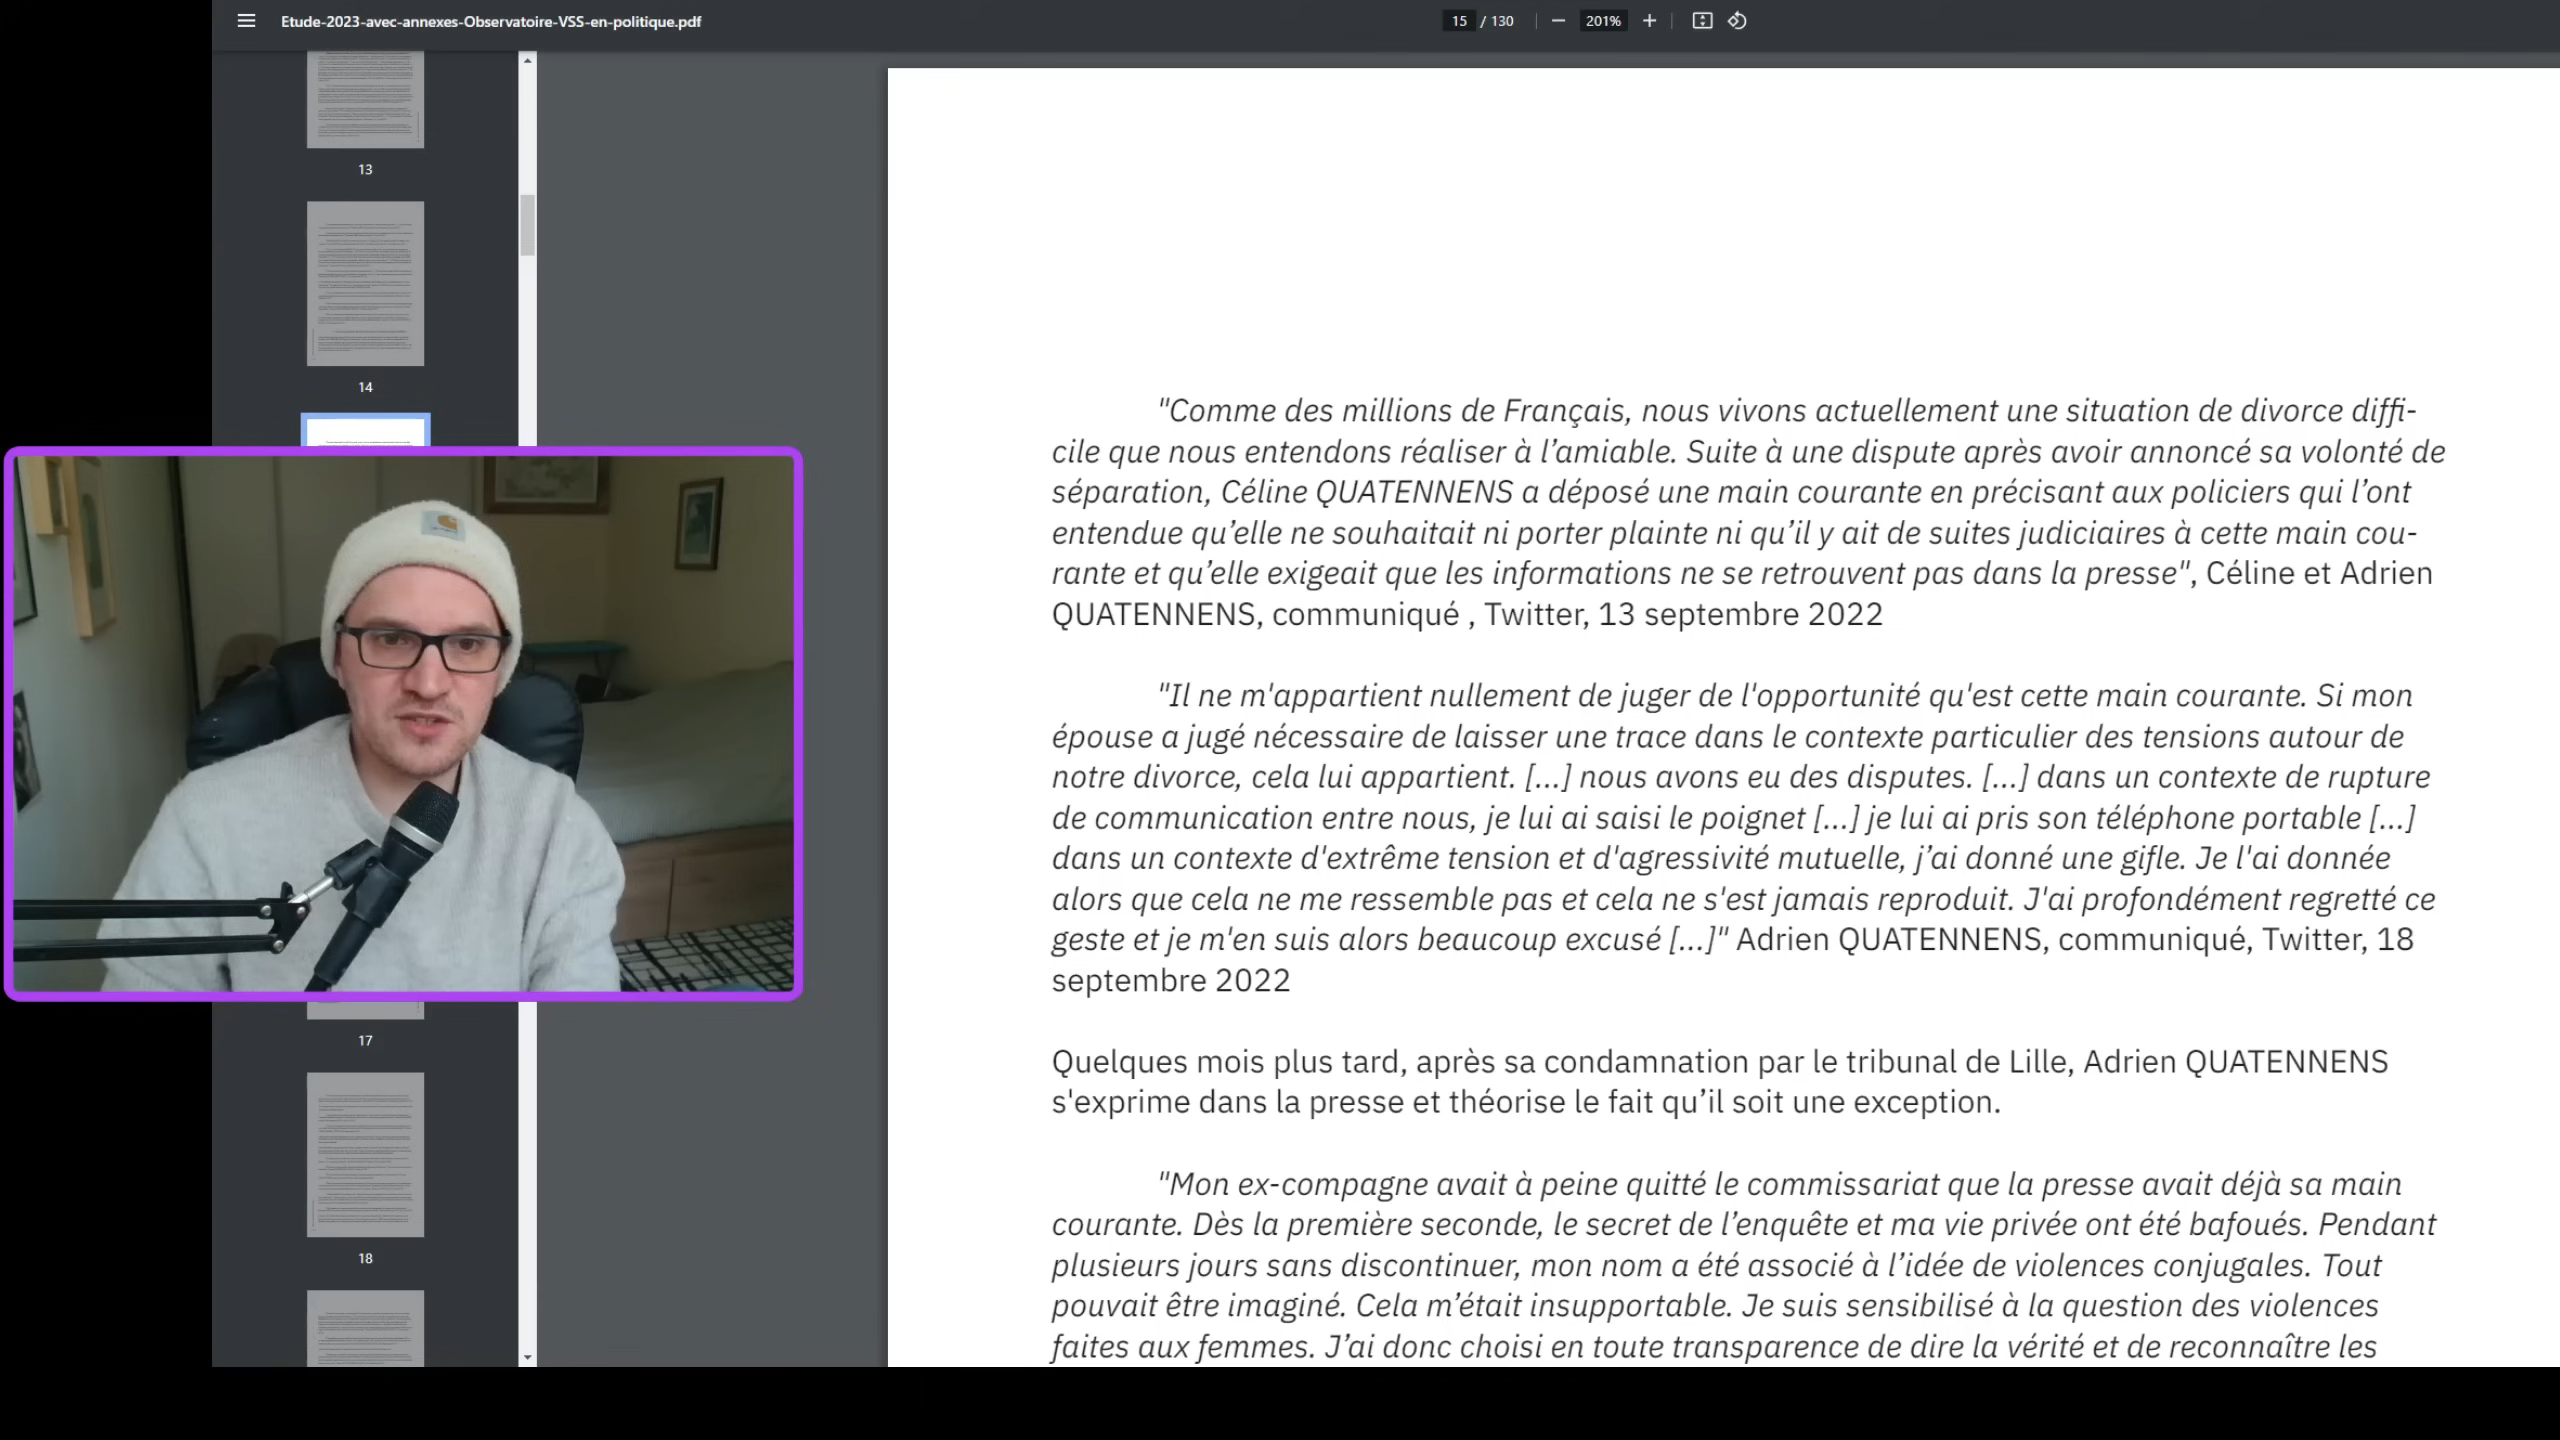 Etude-2023-avec-annexes-Observatoire-VSS-en-politique.pdf
15 / 130
201%
13
14
17
18
"Comme des millions de Français, nous vivons actuellement une situation de divorce diffi-
cile que nous entendons réaliser à l’amiable. Suite à une dispute après avoir annoncé sa volonté de
séparation, Céline QUATENNENS a déposé une main courante en précisant aux policiers qui l’ont
entendue qu’elle ne souhaitait ni porter plainte ni qu’il y ait de suites judiciaires à cette main cou-
rante et qu’elle exigeait que les informations ne se retrouvent pas dans la presse", Céline et Adrien
QUATENNENS, communiqué , Twitter, 13 septembre 2022
"Il ne m'appartient nullement de juger de l'opportunité qu'est cette main courante. Si mon
épouse a jugé nécessaire de laisser une trace dans le contexte particulier des tensions autour de
notre divorce, cela lui appartient. [...] nous avons eu des disputes. [...] dans un contexte de rupture
de communication entre nous, je lui ai saisi le poignet [...] je lui ai pris son téléphone portable [...]
dans un contexte d'extrême tension et d'agressivité mutuelle, j’ai donné une gifle. Je l'ai donnée
alors que cela ne me ressemble pas et cela ne s'est jamais reproduit. J'ai profondément regretté ce
geste et je m'en suis alors beaucoup excusé [...]" Adrien QUATENNENS, communiqué, Twitter, 18
septembre 2022
Quelques mois plus tard, après sa condamnation par le tribunal de Lille, Adrien QUATENNENS
s'exprime dans la presse et théorise le fait qu’il soit une exception.
"Mon ex-compagne avait à peine quitté le commissariat que la presse avait déjà sa main
courante. Dès la première seconde, le secret de l’enquête et ma vie privée ont été bafoués. Pendant
plusieurs jours sans discontinuer, mon nom a été associé à l’idée de violences conjugales. Tout
pouvait être imaginé. Cela m’était insupportable. Je suis sensibilisé à la question des violences
faites aux femmes. J’ai donc choisi en toute transparence de dire la vérité et de reconnaître les